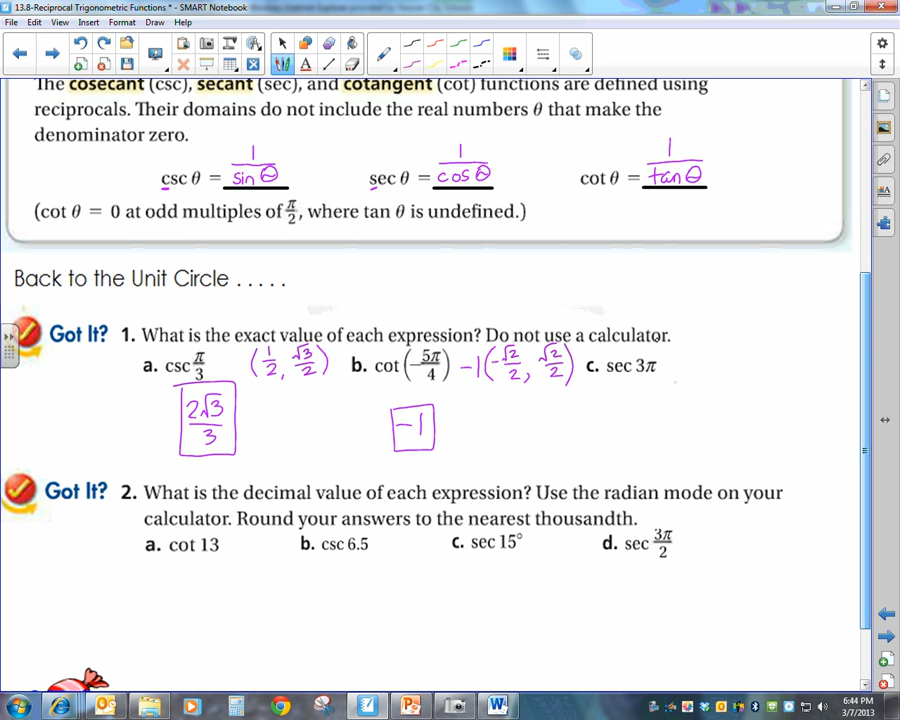 13.8-Reciprocal Trigonometric Functions * - SMART Notebook
File Edit View Insert Format Draw Help
The cosecant (csc), secant (sec), and cotangent (cot) functions are defined using
reciprocals. Their domains do not include the real numbers θ that make the
denominator zero.
csc θ = 1/sin θ sec θ = 1/cos θ cot θ = 1/tan θ
(cot θ = 0 at odd multiples of π/2, where tan θ is undefined.)
Back to the Unit Circle . . . . .
Got It? 1. What is the exact value of each expression? Do not use a calculator.
a. csc π/3 (1/2, √3/2) b. cot(−5π/4) −1 (−√2/2, √2/2) c. sec 3π
2√3/3 −1
Got It? 2. What is the decimal value of each expression? Use the radian mode on your
calculator. Round your answers to the nearest thousandth.
a. cot 13 b. csc 6.5 c. sec 15° d. sec 3π/2
6:44 PM
3/7/2013